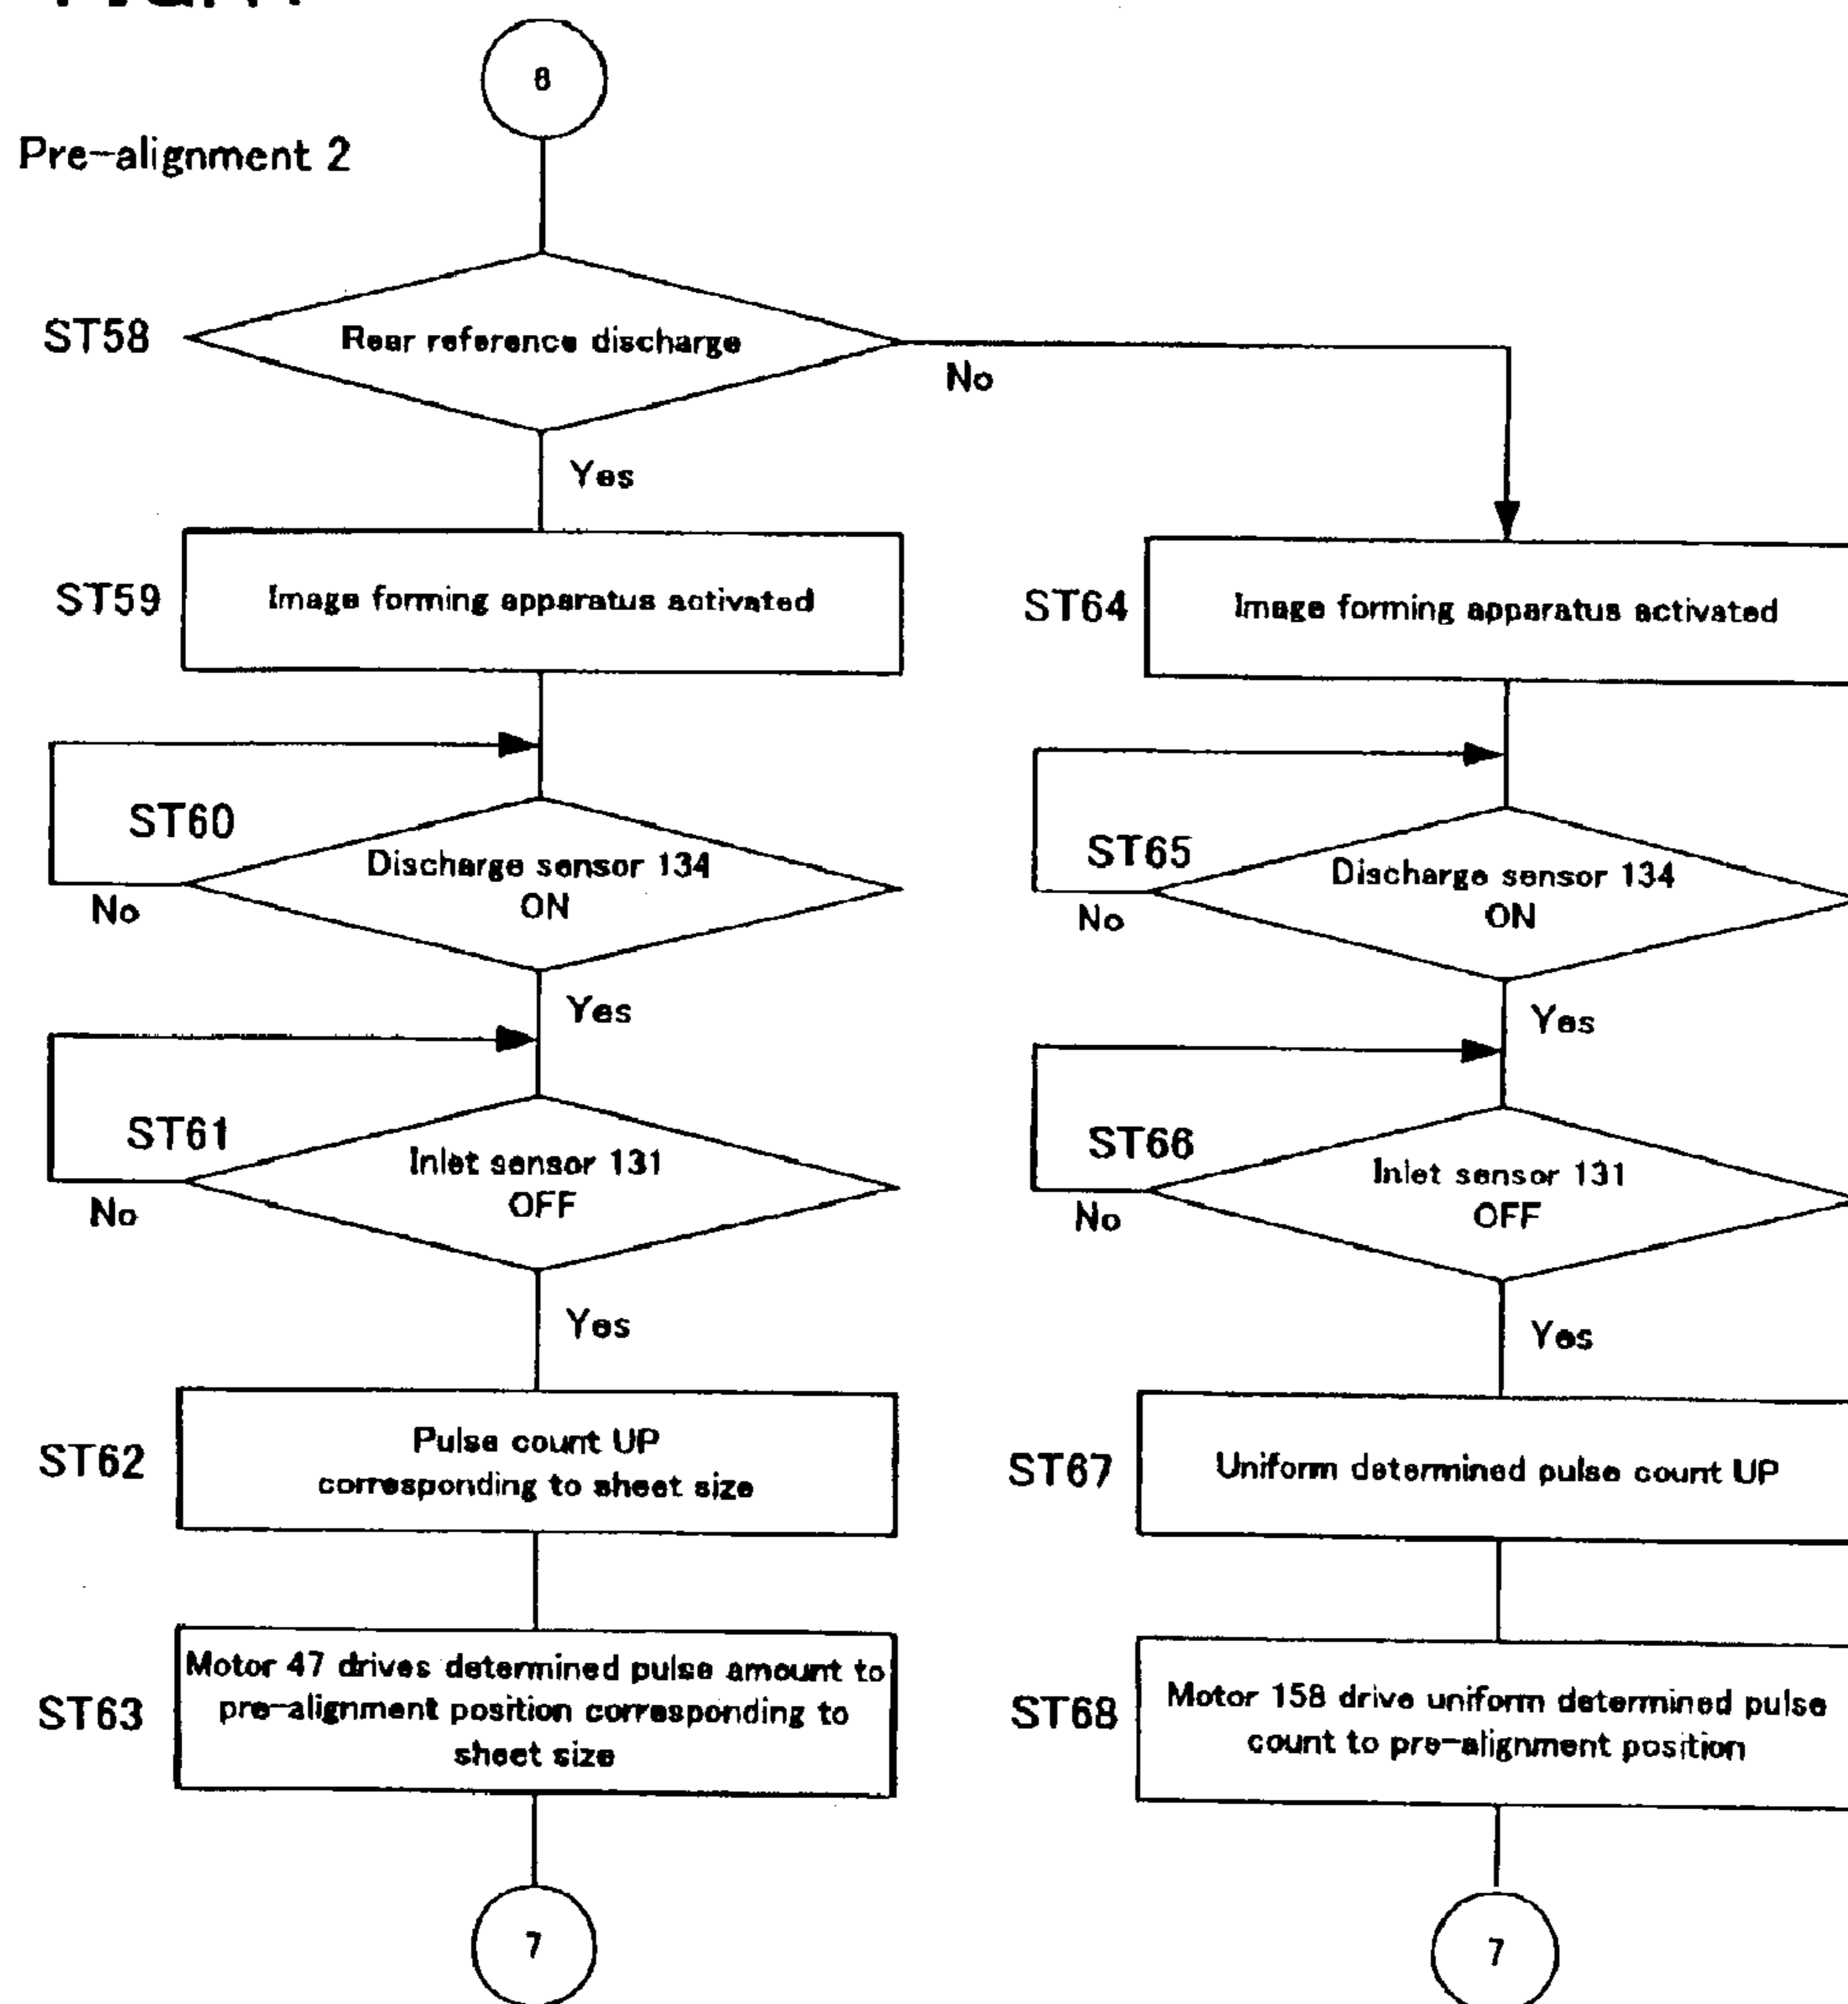 8
Pre-alignment 2
ST58
Rear reference discharge
No
Yes
ST59
Image forming apparatus activated
ST60
Discharge sensor 134
ON
No
Yes
ST61
Inlet sensor 131
OFF
No
Yes
ST62
Pulse count UP
corresponding to sheet size
ST63
Motor 47 drives determined pulse amount to
pre-alignment position corresponding to
sheet size
7
ST64
Image forming apparatus activated
ST65
Discharge sensor 134
ON
No
Yes
ST66
Inlet sensor 131
OFF
No
Yes
ST67
Uniform determined pulse count UP
ST68
Motor 158 drive uniform determined pulse
count to pre-alignment position
7